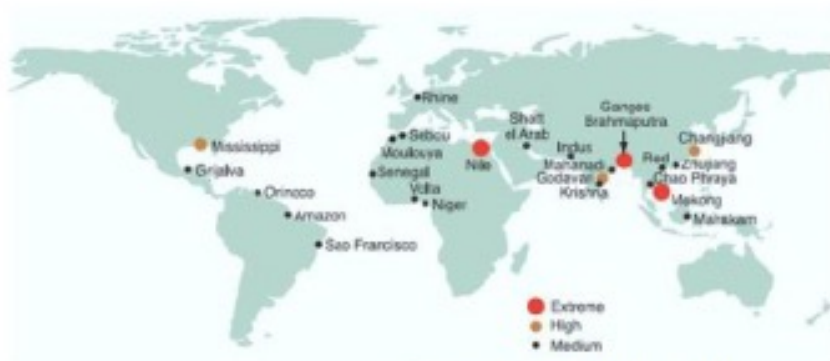 Rhine
Ganges
Brahmaputra
Shatt
el Arab
Changjiang
Mississippi
Sebou
Moulouya
Nile
Indus
Mahanadi
Red
Zhujiang
Grijalva
Senegal
Godavari
Chao Phraya
Krishna
Volta
Niger
Mekong
Orinoco
Amazon
Mahakam
Sao Francisco
Extreme
High
Medium